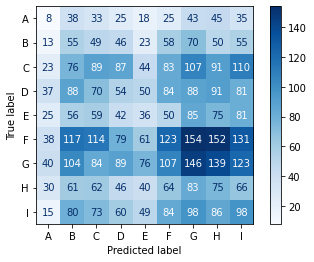 A 8 38 33 25 18 25 43 45 35
B 13 55 49 46 23 58 70 50 55
C 23 76 89 87 44 83 107 91 110
D 37 88 70 54 50 84 88 91 81
E 25 56 59 42 36 50 85 75 81
F 38 117 114 79 61 123 154 152 131
G 40 104 84 89 76 107 146 139 123
H 30 61 62 46 40 64 83 75 66
I 15 80 73 60 49 84 98 86 98
A B C D E F G H I
Predicted label
True label
140
120
100
80
60
40
20